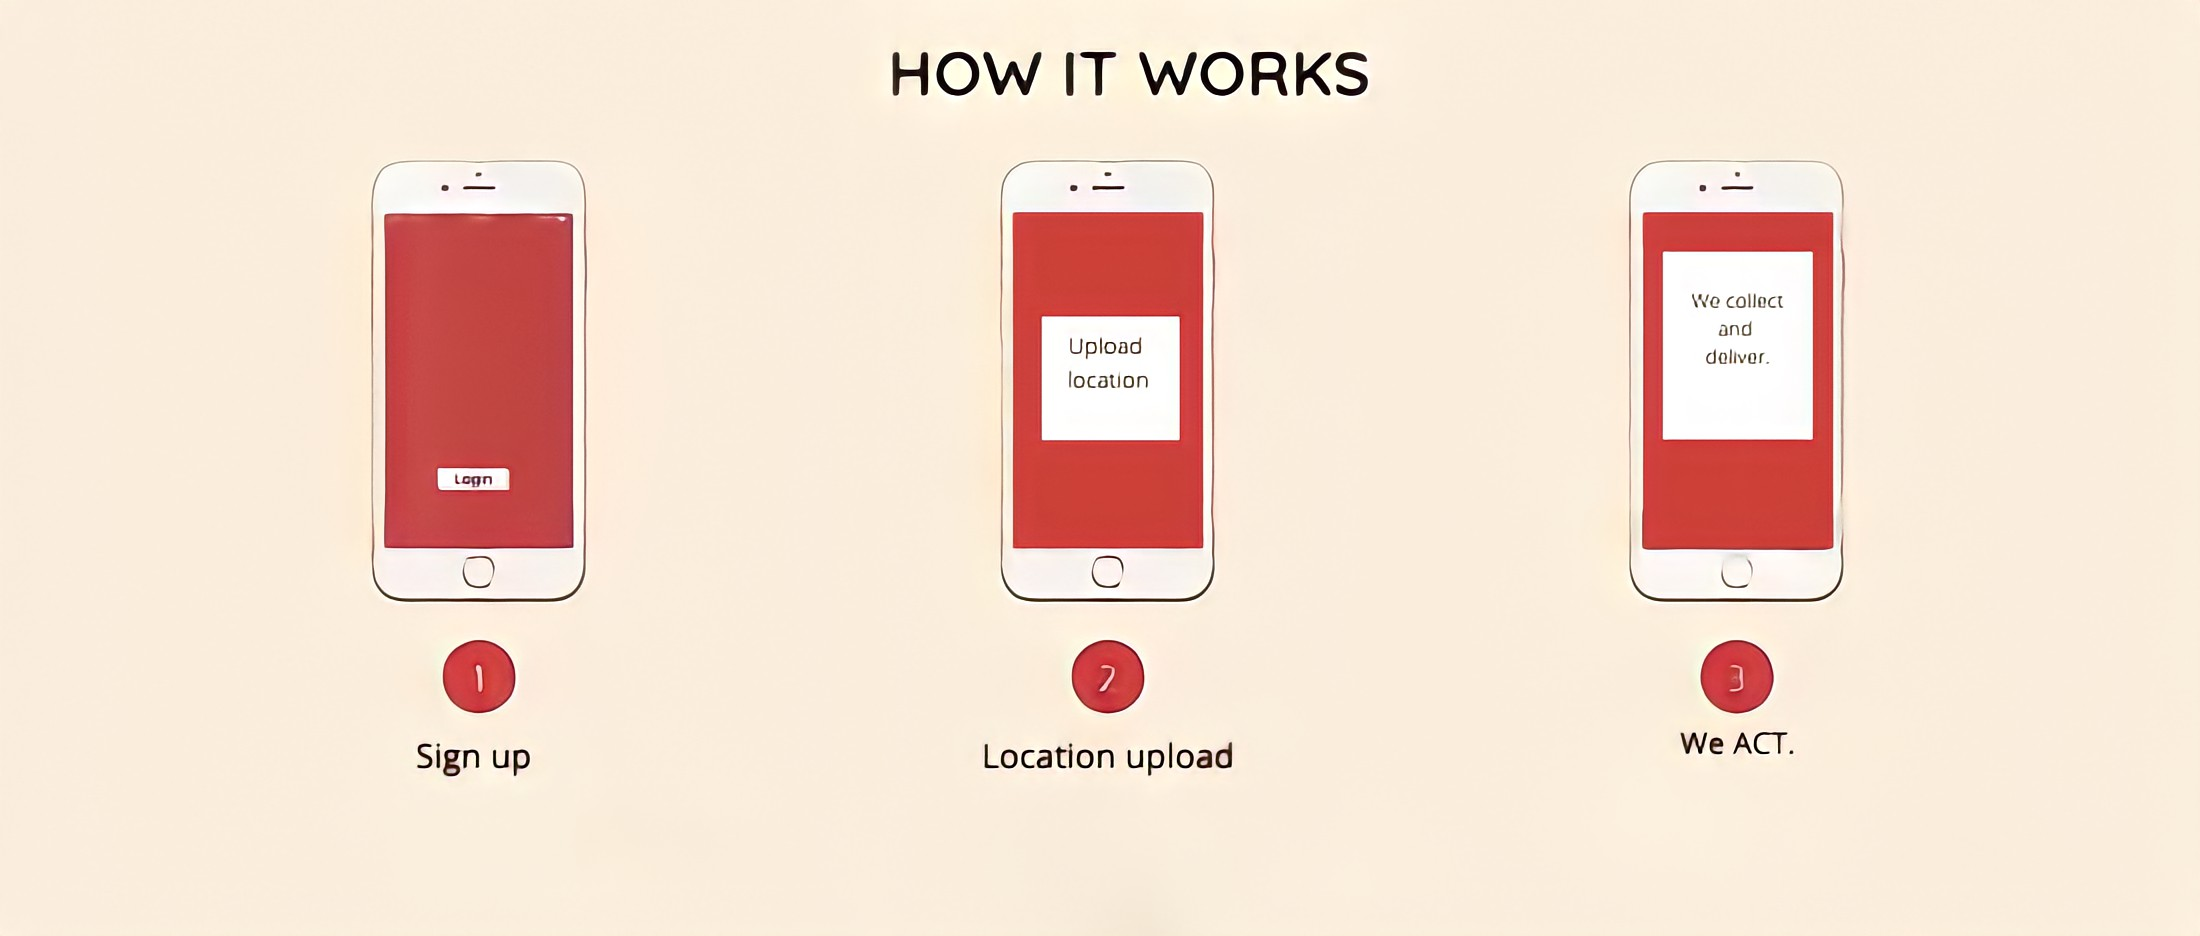 HOW IT WORKS
Login
Upload
location
We collect
and
deliver.
1
2
3
Sign up
Location upload
We ACT.